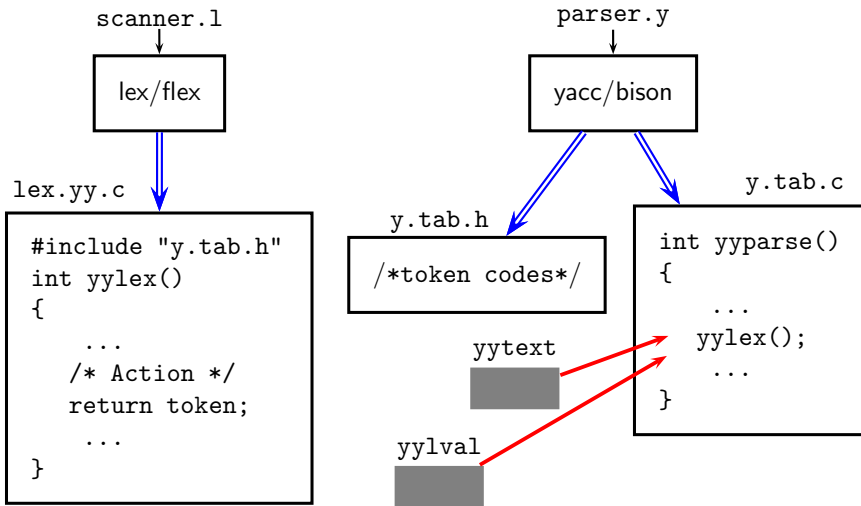 scanner.l
lex/flex
lex.yy.c
#include "y.tab.h"
int yylex()
{
...
/* Action */
return token;
...
}
parser.y
yacc/bison
y.tab.h
/*token codes*/
y.tab.c
int yyparse()
{
...
yylex();
...
}
yytext
yylval